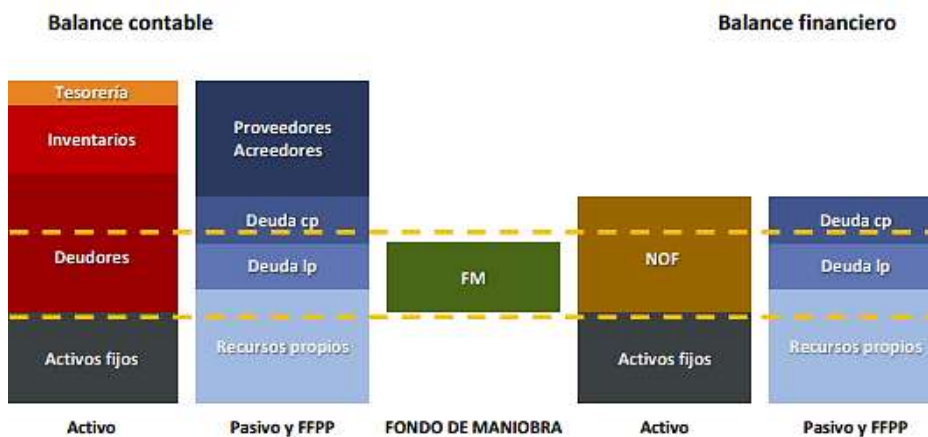 Balance contable
Balance financiero
Tesorería
Inventarios
Deudores
Activos fijos
Activo
Proveedores
Acreedores
Deuda cp
Deuda lp
Recursos propios
Pasivo y FFPP
FM
FONDO DE MANIOBRA
NOF
Activos fijos
Activo
Deuda cp
Deuda lp
Recursos propios
Pasivo y FFPP